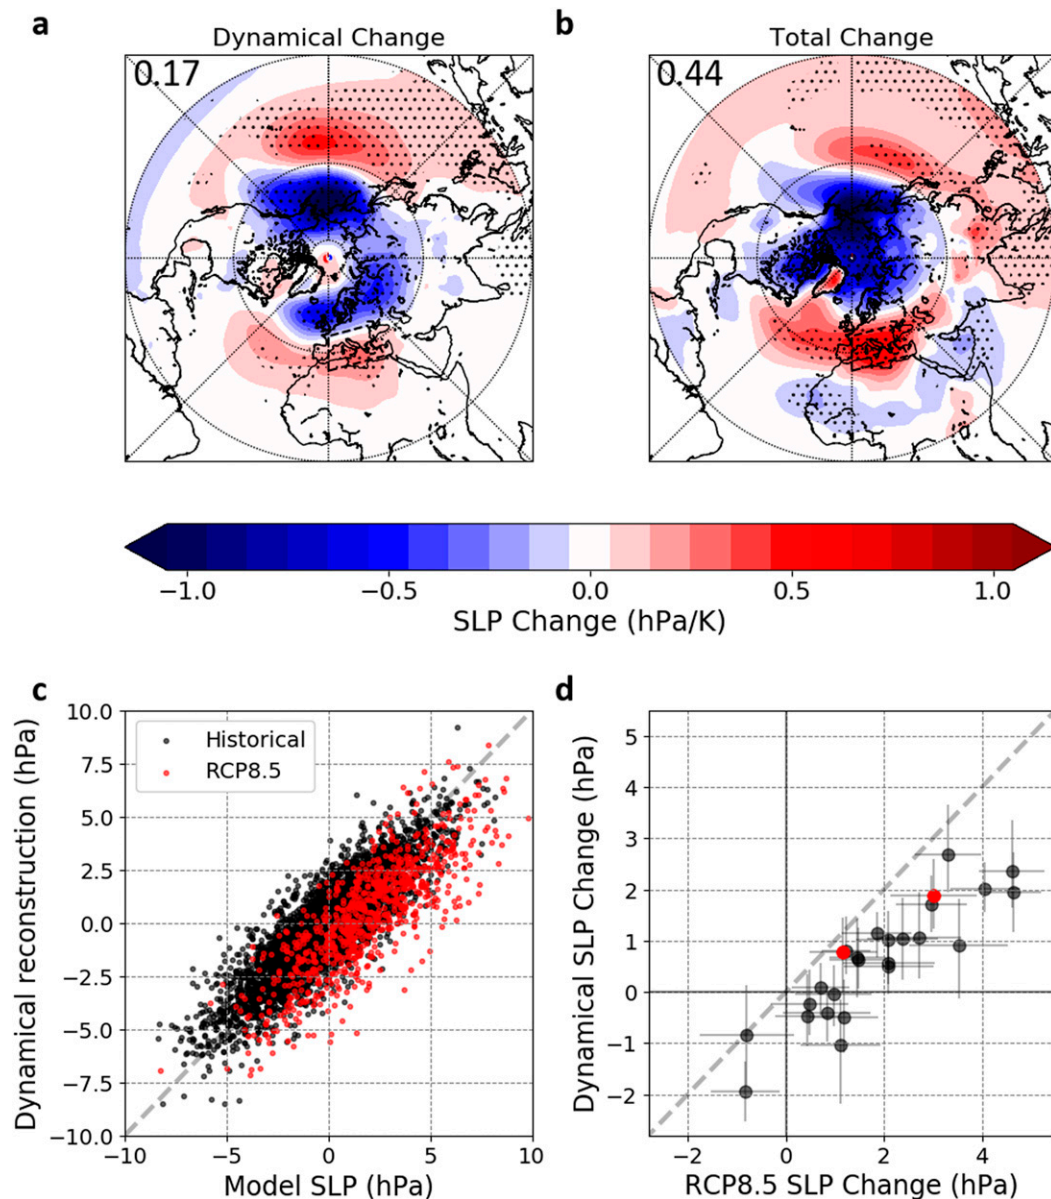 a
b
Dynamical Change
Total Change
0.17
0.44
−1.0 −0.5 0.0 0.5 1.0
SLP Change (hPa/K)
c
d
Dynamical reconstruction (hPa)
10.0
7.5
5.0
2.5
0.0
−2.5
−5.0
−7.5
−10.0
Historical
RCP8.5
−10 −5 0 5 10
Model SLP (hPa)
Dynamical SLP Change (hPa)
5
4
3
2
1
0
−1
−2
−2 0 2 4
RCP8.5 SLP Change (hPa)